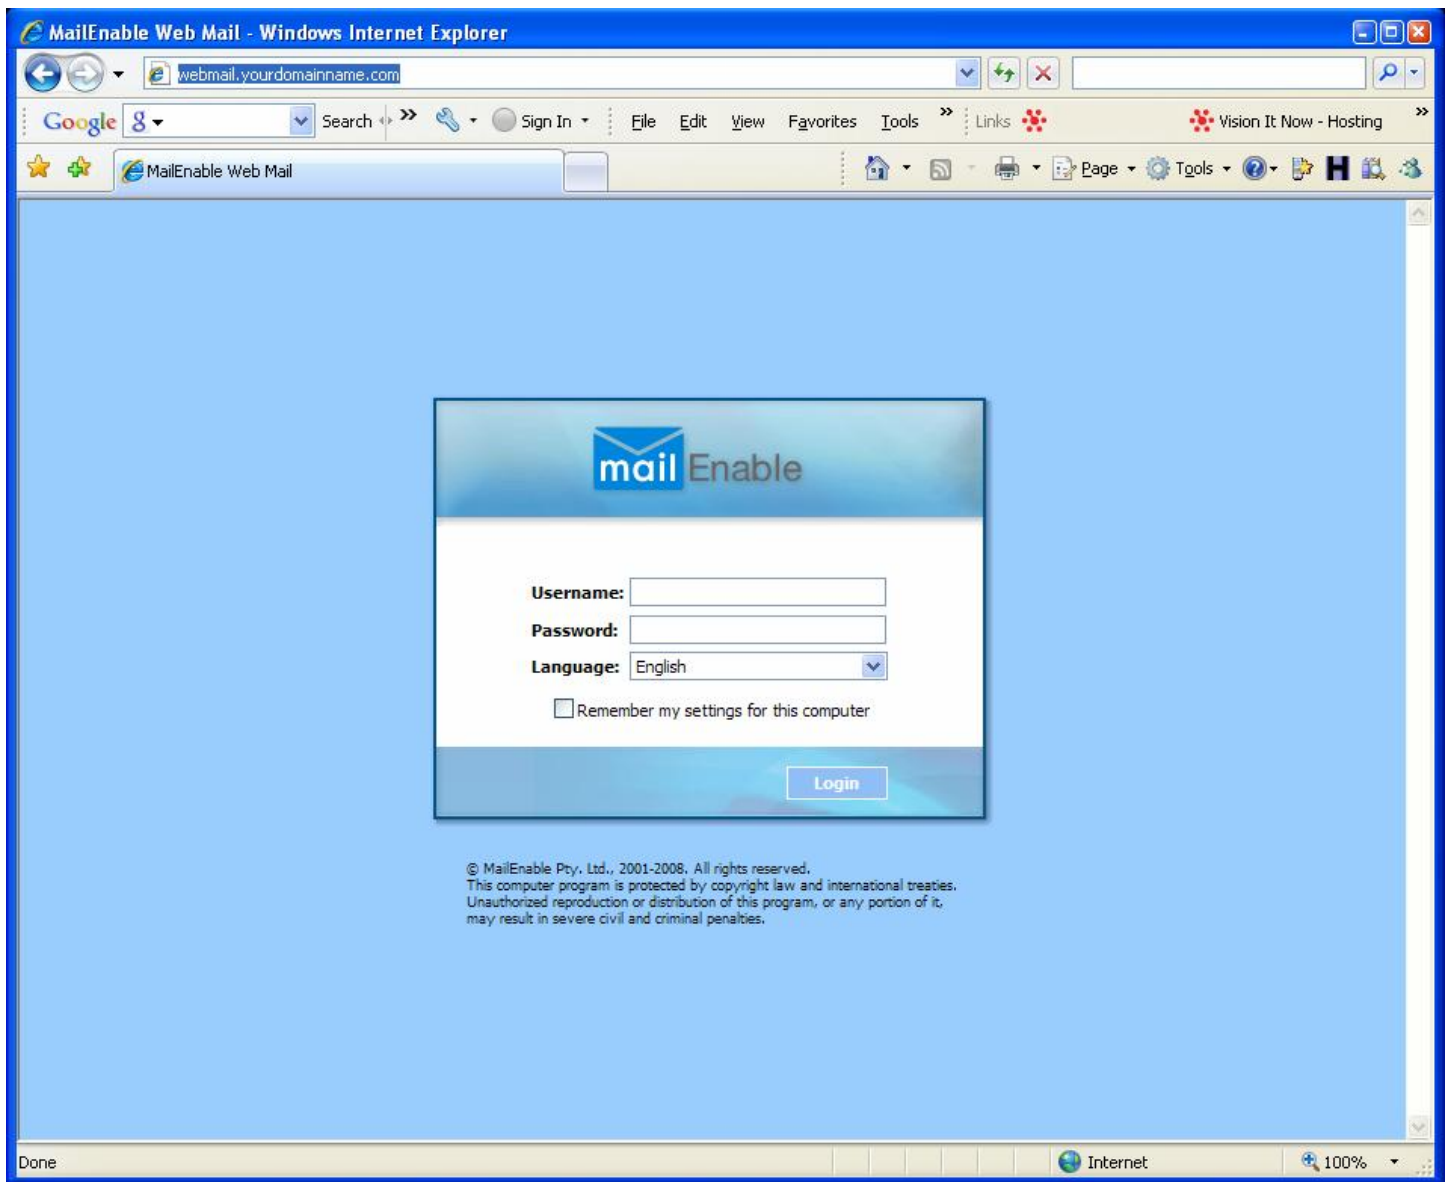 MailEnable Web Mail - Windows Internet Explorer
webmail.yourdomainname.com
Google Search Sign In File Edit View Favorites Tools Links Vision It Now - Hosting
MailEnable Web Mail Page Tools
mail Enable
Username:
Password:
Language: English
Remember my settings for this computer
Login
© MailEnable Pty. Ltd., 2001-2008. All rights reserved.
This computer program is protected by copyright law and international treaties.
Unauthorized reproduction or distribution of this program, or any portion of it,
may result in severe civil and criminal penalties.
Done Internet 100%